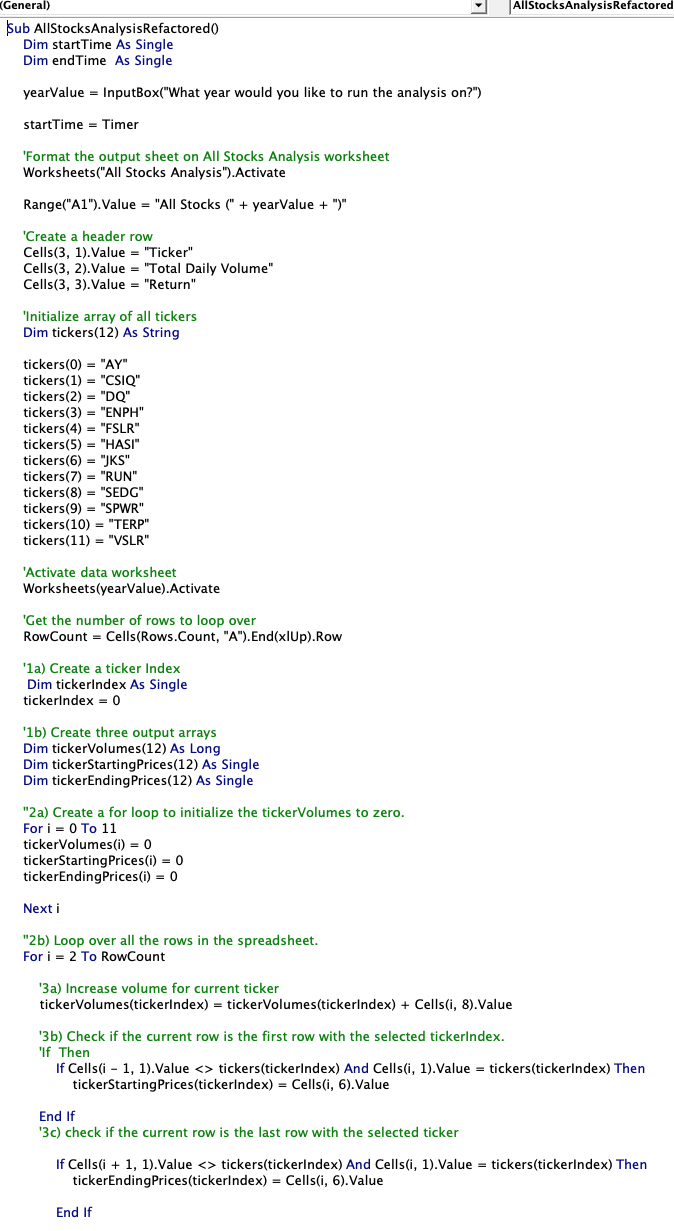 (General)
AllStocksAnalysisRefactored
Sub AllStocksAnalysisRefactored()
Dim startTime As Single
Dim endTime  As Single
yearValue = InputBox("What year would you like to run the analysis on?")
startTime = Timer
'Format the output sheet on All Stocks Analysis worksheet
Worksheets("All Stocks Analysis").Activate
Range("A1").Value = "All Stocks (" + yearValue + ")"
'Create a header row
Cells(3, 1).Value = "Ticker"
Cells(3, 2).Value = "Total Daily Volume"
Cells(3, 3).Value = "Return"
'Initialize array of all tickers
Dim tickers(12) As String
tickers(0) = "AY"
tickers(1) = "CSIQ"
tickers(2) = "DQ"
tickers(3) = "ENPH"
tickers(4) = "FSLR"
tickers(5) = "HASI"
tickers(6) = "JKS"
tickers(7) = "RUN"
tickers(8) = "SEDG"
tickers(9) = "SPWR"
tickers(10) = "TERP"
tickers(11) = "VSLR"
'Activate data worksheet
Worksheets(yearValue).Activate
'Get the number of rows to loop over
RowCount = Cells(Rows.Count, "A").End(xlUp).Row
'1a) Create a ticker Index
Dim tickerIndex As Single
tickerIndex = 0
'1b) Create three output arrays
Dim tickerVolumes(12) As Long
Dim tickerStartingPrices(12) As Single
Dim tickerEndingPrices(12) As Single
''2a) Create a for loop to initialize the tickerVolumes to zero.
For i = 0 To 11
tickerVolumes(i) = 0
tickerStartingPrices(i) = 0
tickerEndingPrices(i) = 0
Next i
''2b) Loop over all the rows in the spreadsheet.
For i = 2 To RowCount
'3a) Increase volume for current ticker
tickerVolumes(tickerIndex) = tickerVolumes(tickerIndex) + Cells(i, 8).Value
'3b) Check if the current row is the first row with the selected tickerIndex.
'If  Then
If Cells(i - 1, 1).Value <> tickers(tickerIndex) And Cells(i, 1).Value = tickers(tickerIndex) Then
tickerStartingPrices(tickerIndex) = Cells(i, 6).Value
End If
'3c) check if the current row is the last row with the selected ticker
If Cells(i + 1, 1).Value <> tickers(tickerIndex) And Cells(i, 1).Value = tickers(tickerIndex) Then
tickerEndingPrices(tickerIndex) = Cells(i, 6).Value
End If